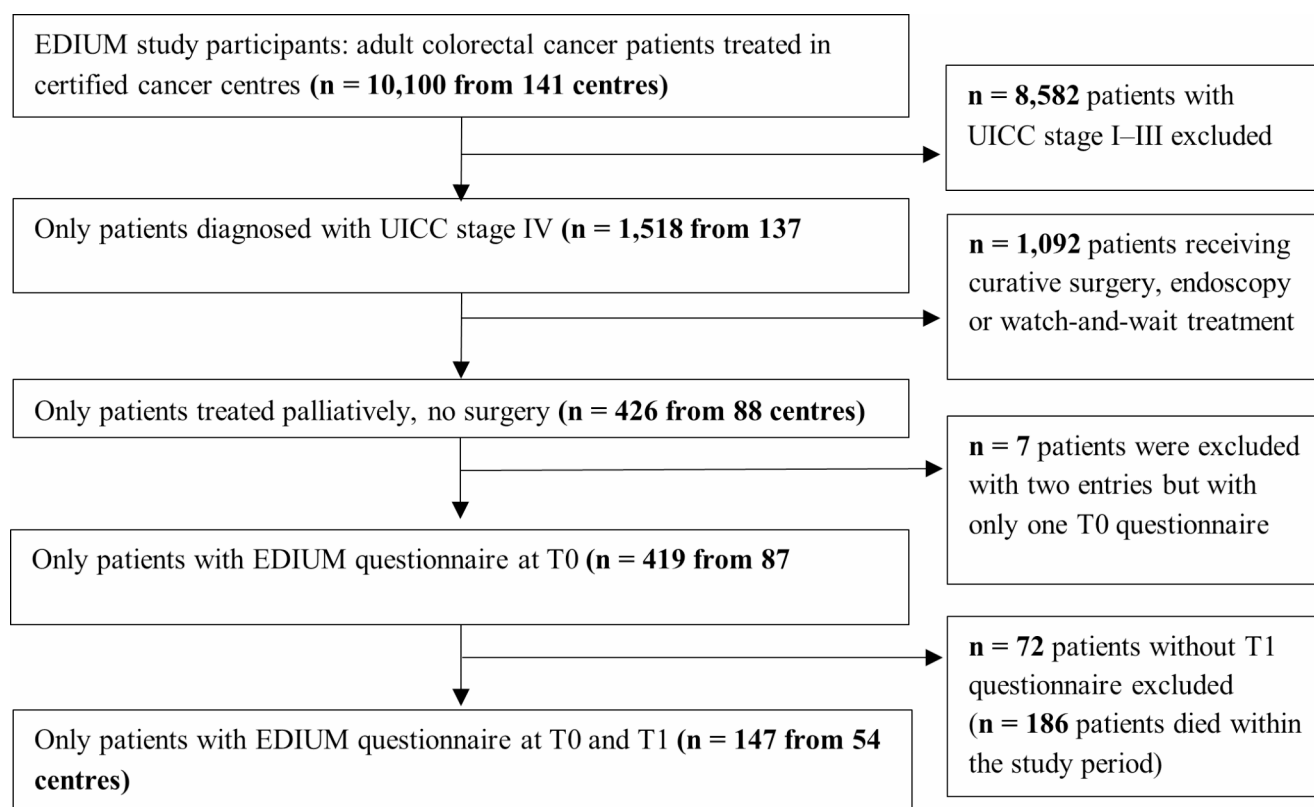 EDIUM study participants: adult colorectal cancer patients treated in
certified cancer centres (n = 10,100 from 141 centres)
n = 8,582 patients with
UICC stage I–III excluded
Only patients diagnosed with UICC stage IV (n = 1,518 from 137
n = 1,092 patients receiving
curative surgery, endoscopy
or watch-and-wait treatment
Only patients treated palliatively, no surgery (n = 426 from 88 centres)
n = 7 patients were excluded
with two entries but with
only one T0 questionnaire
Only patients with EDIUM questionnaire at T0 (n = 419 from 87
n = 72 patients without T1
questionnaire excluded
(n = 186 patients died within
the study period)
Only patients with EDIUM questionnaire at T0 and T1 (n = 147 from 54
centres)